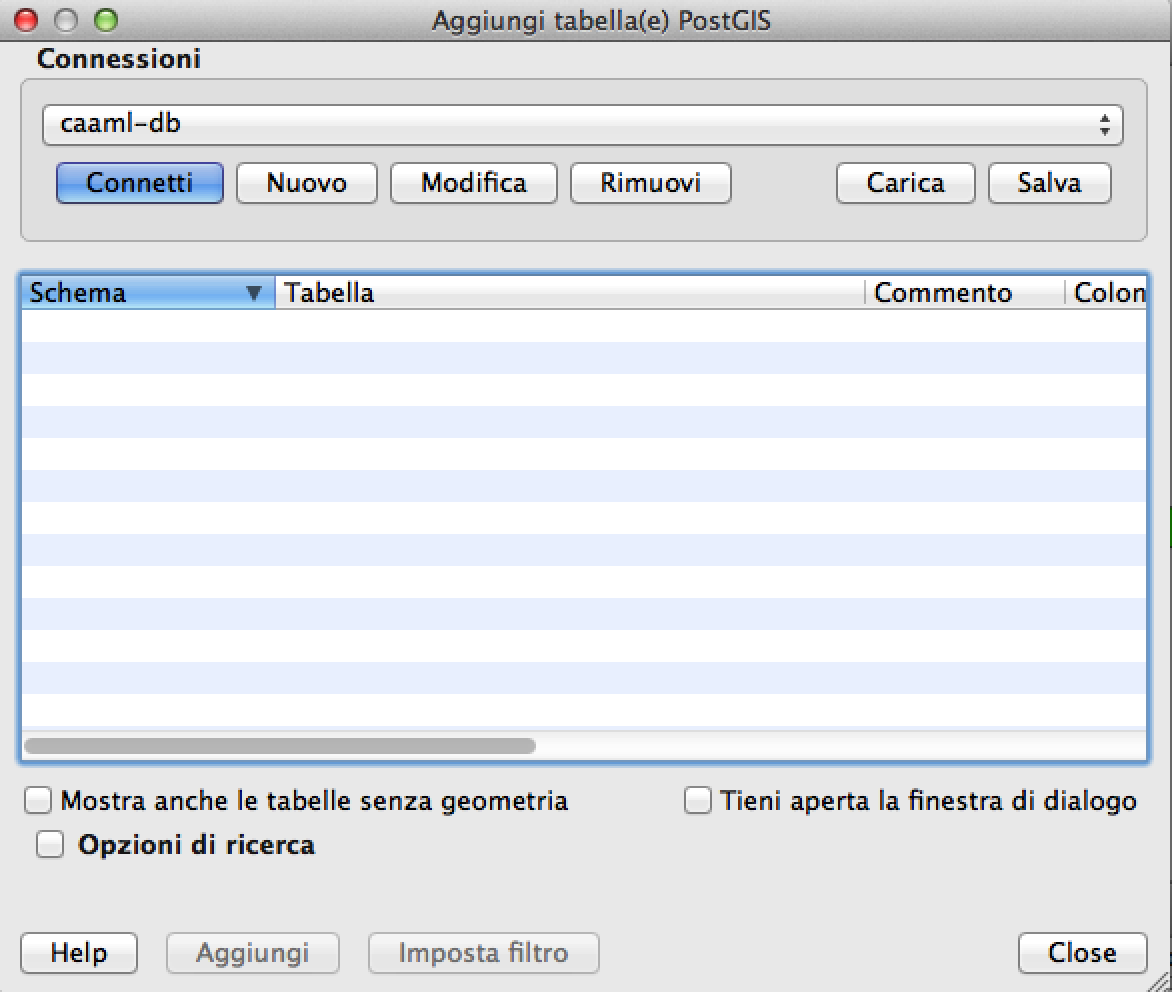 Aggiungi tabella(e) PostGIS
Connessioni
caaml-db
Connetti Nuovo Modifica Rimuovi Carica Salva
Schema Tabella Commento Colon
Mostra anche le tabelle senza geometria Tieni aperta la finestra di dialogo
Opzioni di ricerca
Help Aggiungi Imposta filtro Close